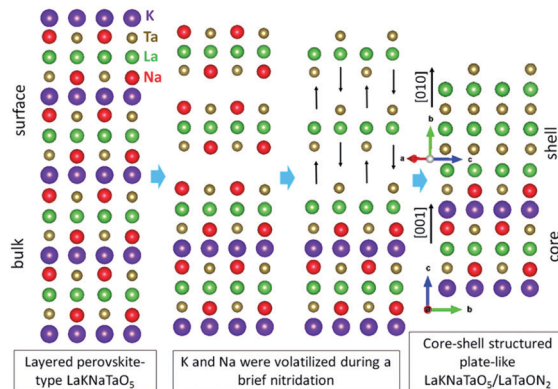 K
Ta
La
Na
surface
bulk
[010]
b
a
c
shell
[001]
core
c
b
Layered perovskite-
type LaKNaTaO₅
K and Na were volatilized during a
brief nitridation
Core-shell structured
plate-like
LaKNaTaO₅/LaTaON₂